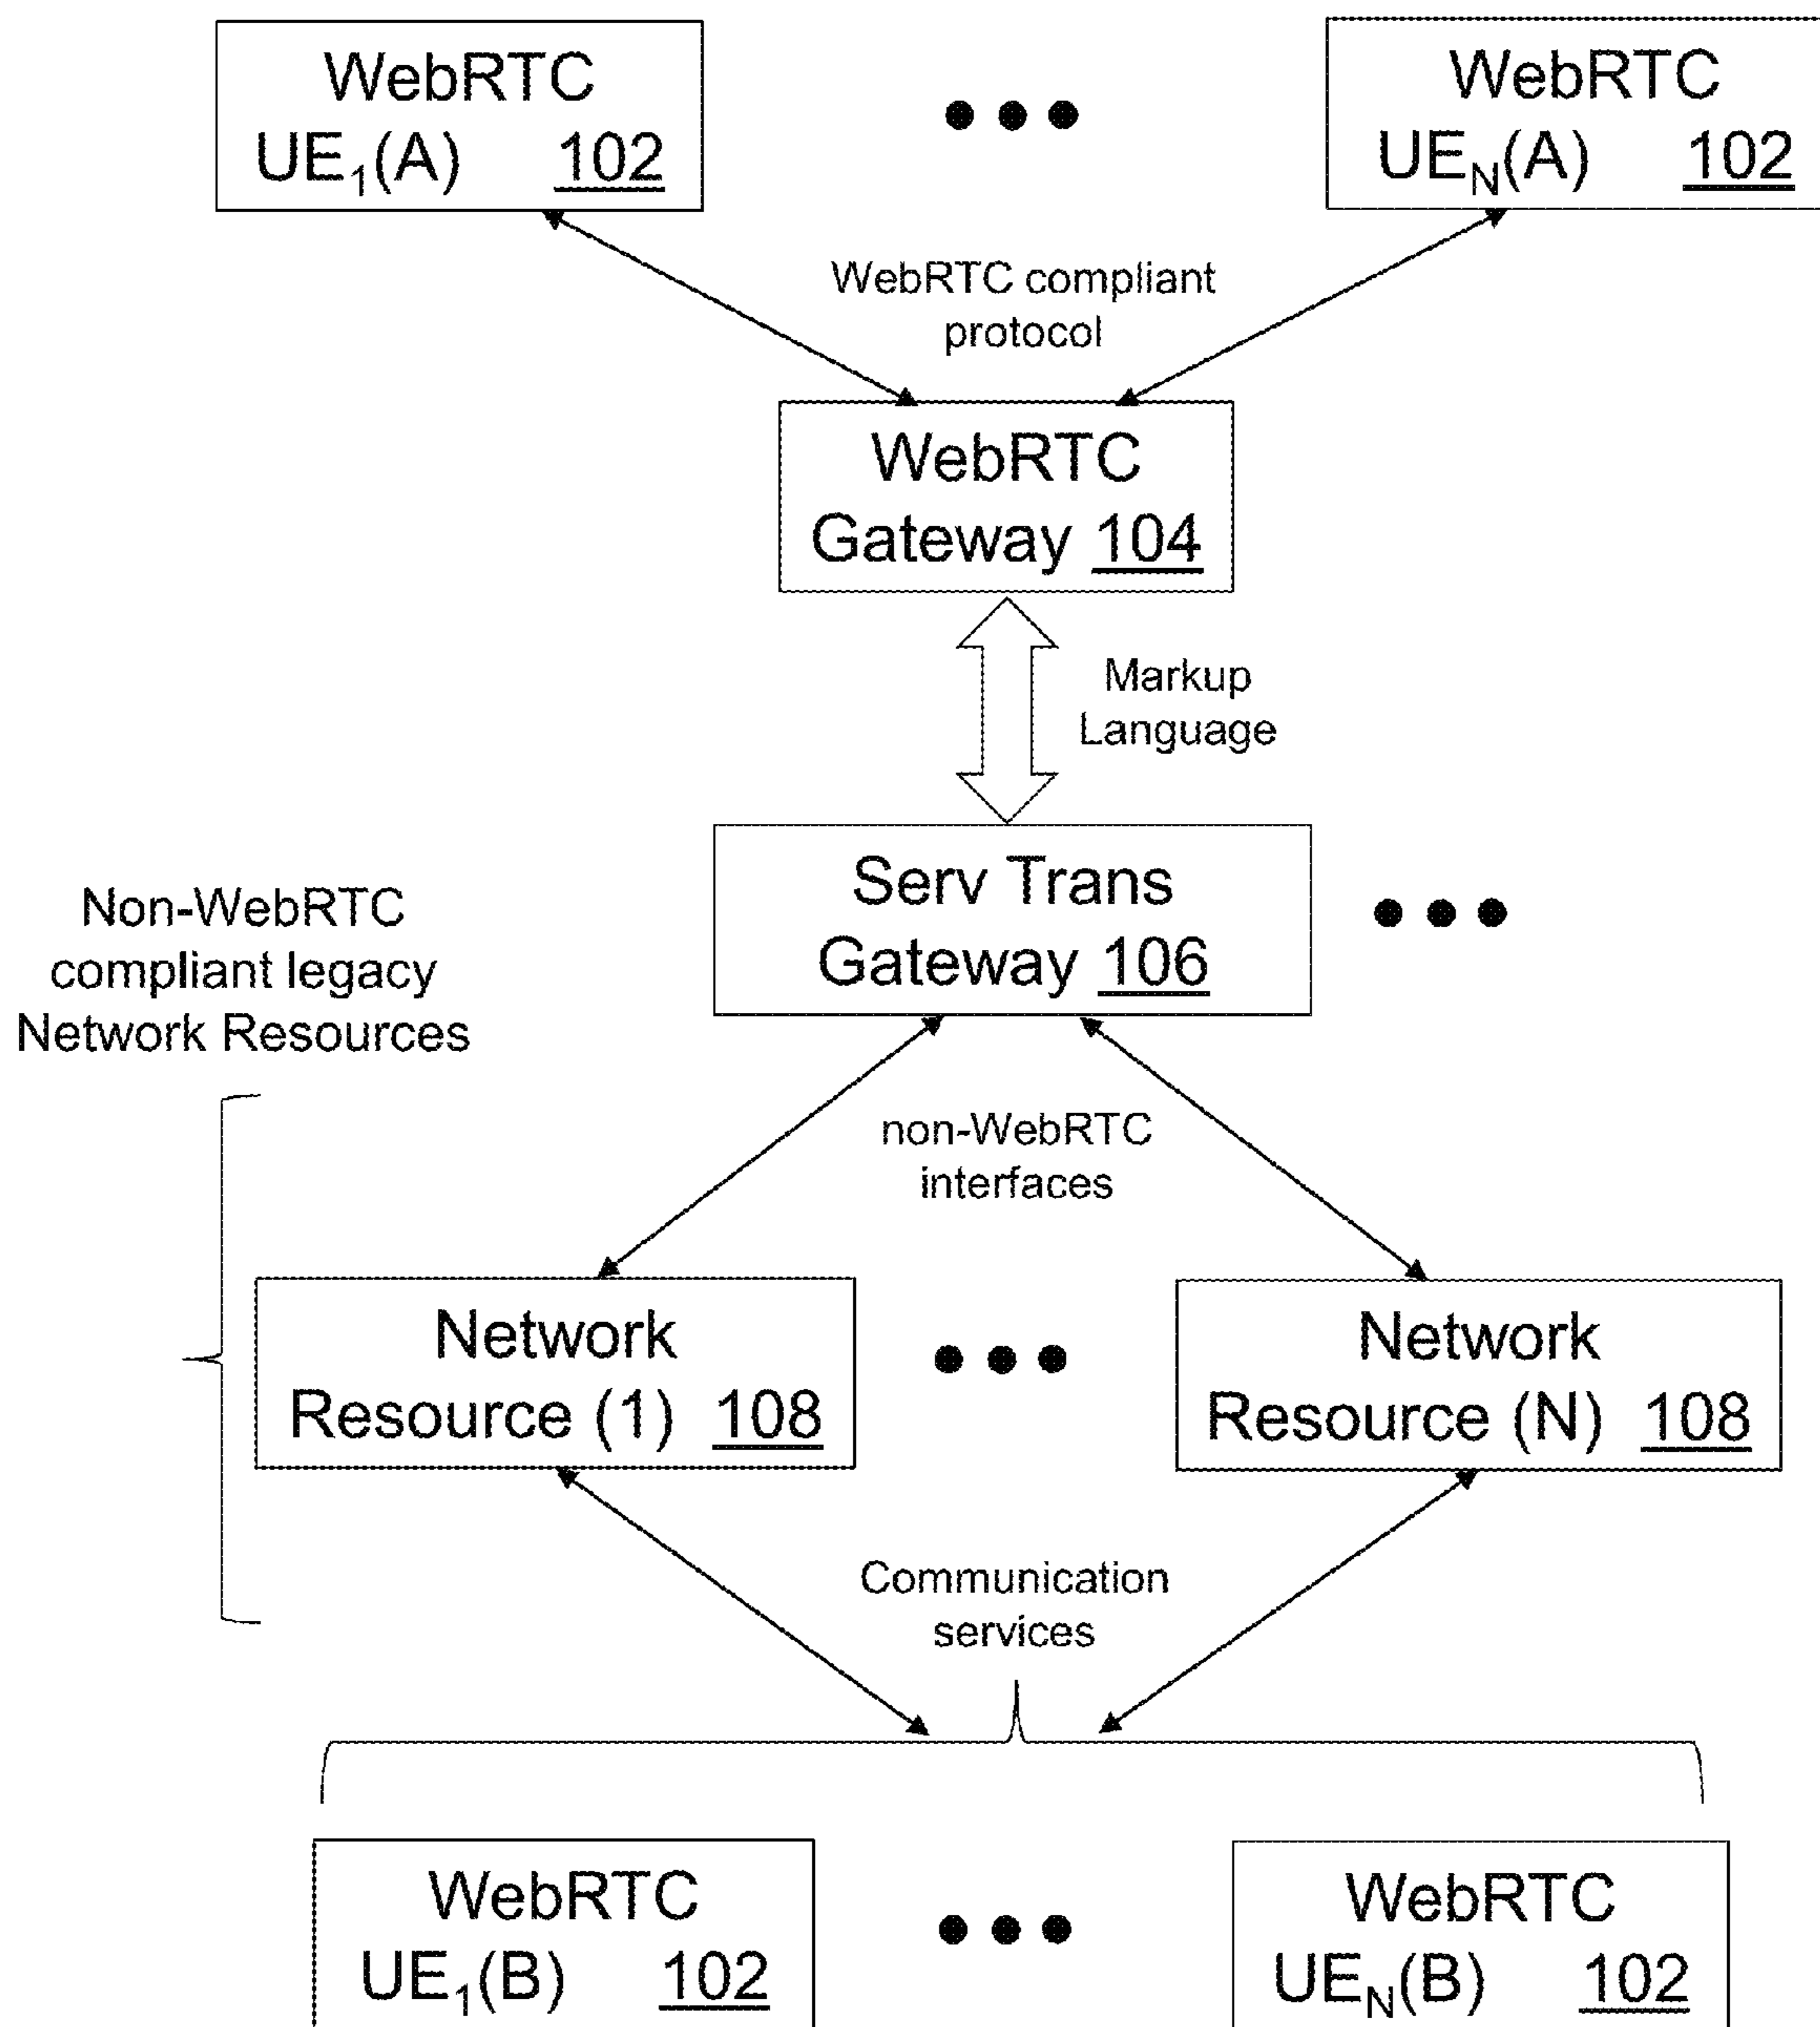 WebRTC
UE₁(A) 102
WebRTC
UE_N(A) 102
WebRTC compliant
protocol
WebRTC
Gateway 104
Markup
Language
Serv Trans
Gateway 106
Non-WebRTC
compliant legacy
Network Resources
non-WebRTC
interfaces
Network
Resource (1) 108
Network
Resource (N) 108
Communication
services
WebRTC
UE₁(B) 102
WebRTC
UE_N(B) 102